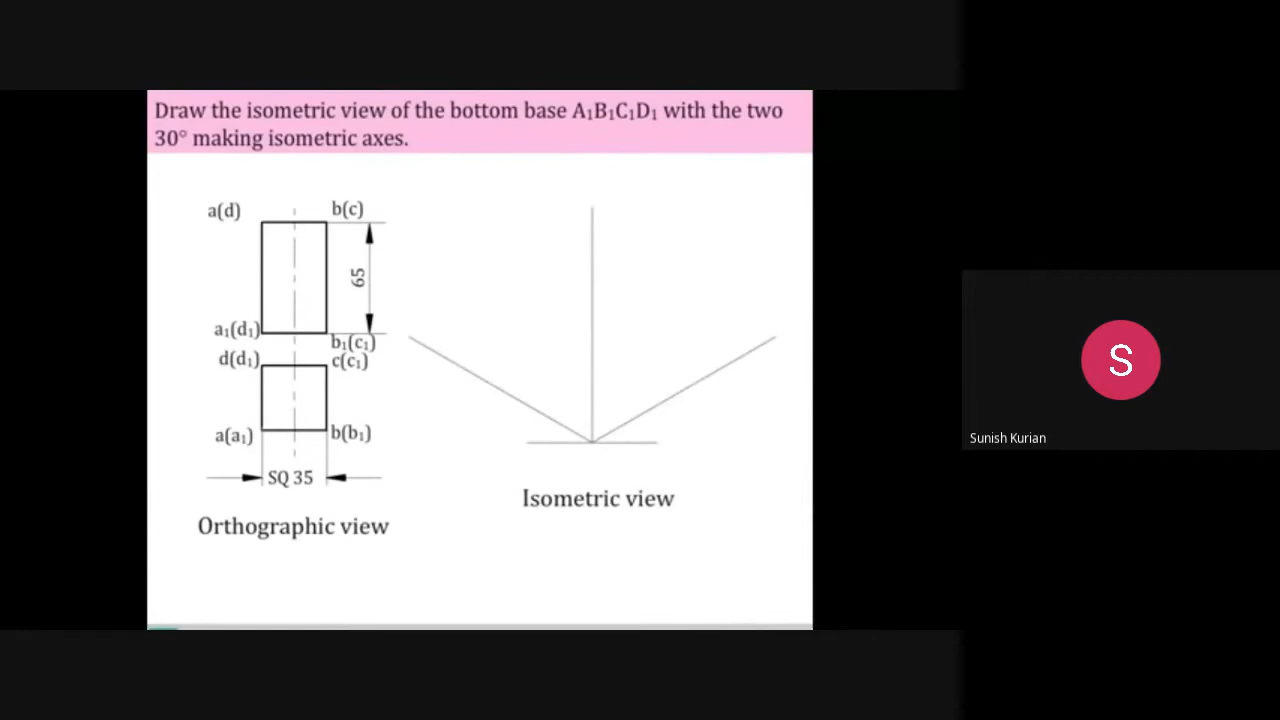 Draw the isometric view of the bottom base A₁B₁C₁D₁ with the two
30° making isometric axes.
a(d)
b(c)
65
a₁(d₁)
b₁(c₁)
d(d₁)
c(c₁)
a(a₁)
b(b₁)
SQ 35
Orthographic view
Isometric view
S
Sunish Kurian